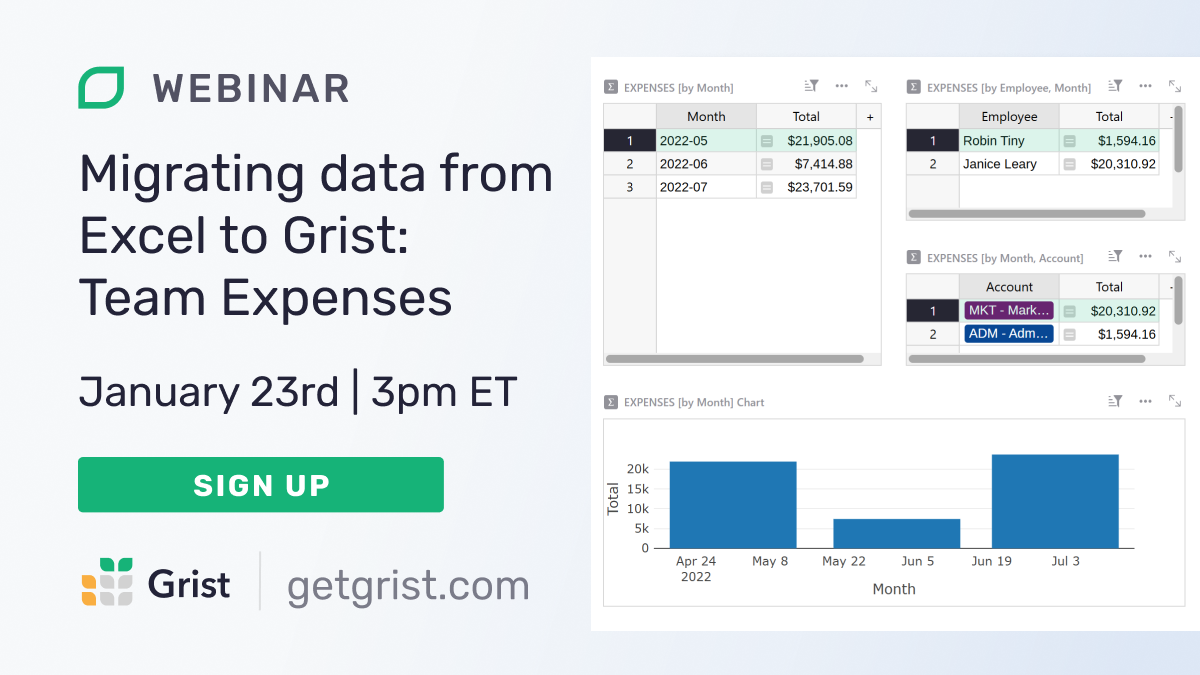 WEBINAR
Migrating data from
Excel to Grist:
Team Expenses
January 23rd | 3pm ET
SIGN UP
Grist | getgrist.com
Σ EXPENSES [by Month] •••
Month Total +
1 2022-05 = $21,905.08
2 2022-06 = $7,414.88
3 2022-07 = $23,701.59
Σ EXPENSES [by Employee, Month] •••
Employee Total
1 Robin Tiny = $1,594.16
2 Janice Leary = $20,310.92
Σ EXPENSES [by Month, Account] •••
Account Total
1 MKT - Mark... = $20,310.92
2 ADM - Adm... = $1,594.16
Σ EXPENSES [by Month] Chart •••
Total
20k
15k
10k
5k
0
Apr 24 May 8 May 22 Jun 5 Jun 19 Jul 3
2022
Month